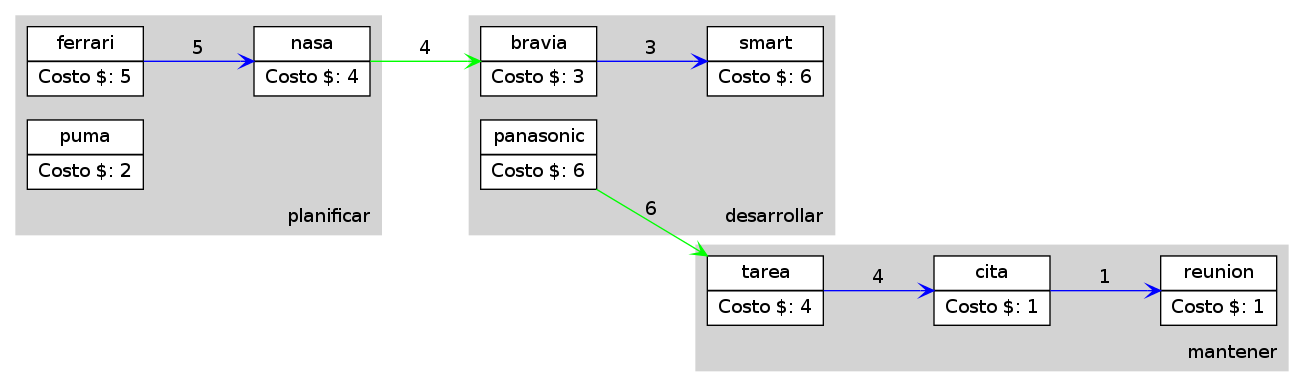 ferrari
Costo $: 5
5
nasa
Costo $: 4
4
bravia
Costo $: 3
3
smart
Costo $: 6
puma
Costo $: 2
panasonic
Costo $: 6
6
planificar
desarrollar
tarea
Costo $: 4
4
cita
Costo $: 1
1
reunion
Costo $: 1
mantener